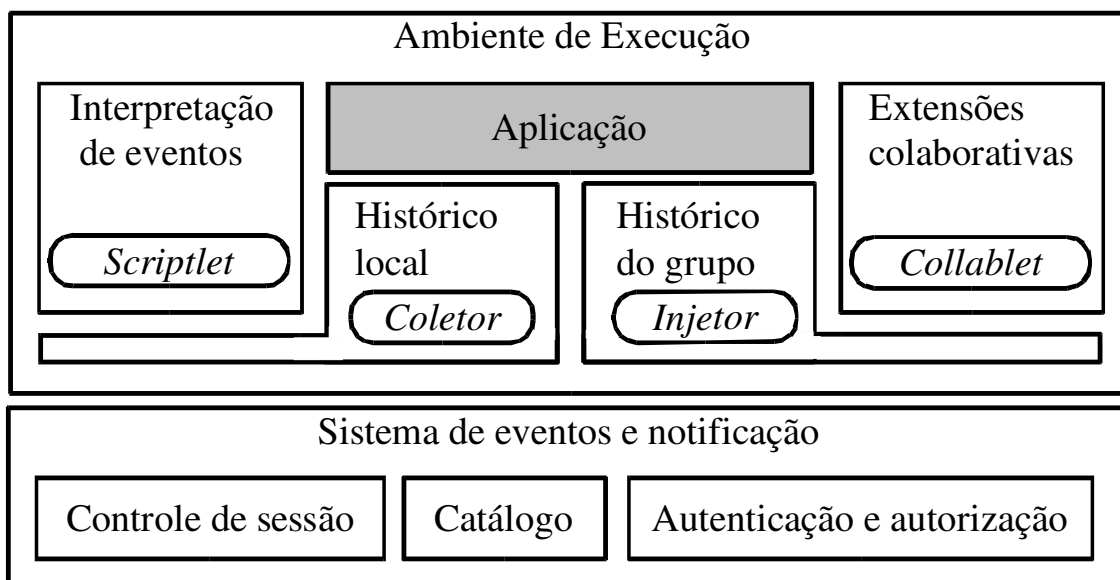 Ambiente de Execução
Interpretação
de eventos
Scriptlet
Aplicação
Histórico
local
Coletor
Histórico
do grupo
Injetor
Extensões
colaborativas
Collablet
Sistema de eventos e notificação
Controle de sessão
Catálogo
Autenticação e autorização